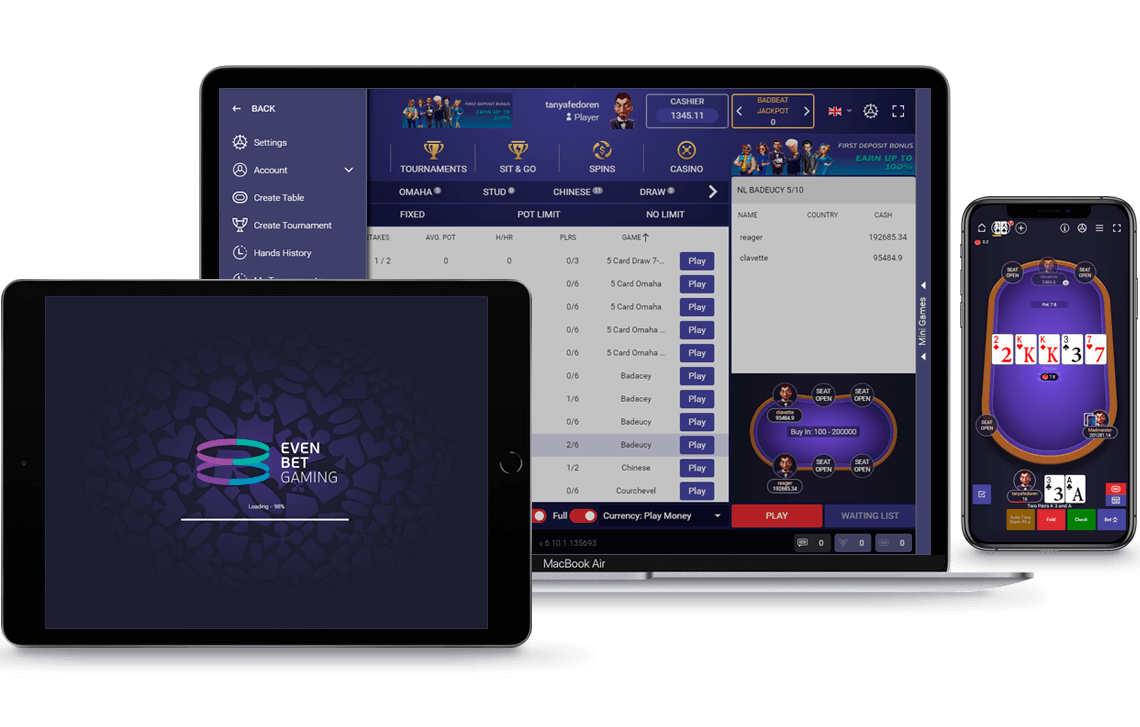 BACK
Settings
Account
Create Table
Create Tournament
Hands History
FIRST DEPOSIT BONUS
EARN UP TO
100%
tanyafedoren
Player
CASHIER
1345.11
BADBEAT
JACKPOT
0
TOURNAMENTS
SIT & GO
SPINS
CASINO
FIRST DEPOSIT BONUS
EARN UP TO
100%
OMAHA
STUD
CHINESE
DRAW
FIXED
POT LIMIT
NO LIMIT
AVG. POT H/HR PLRS GAME
1 / 2 0 0 0/3 5 Card Draw 7-... Play
0/6 5 Card Omaha Play
0/6 5 Card Omaha Play
0/6 5 Card Omaha ... Play
0/6 5 Card Omaha ... Play
0/6 Badacey Play
1/6 Badacey Play
0/6 Badeucy Play
2/6 Badeucy Play
1/2 Chinese Play
0/6 Courchevel Play
Full
Currency: Play Money
v 6.10.1.135693
NL BADEUCY 5/10
NAME COUNTRY CASH
reager 192685.34
clavette 95484.9
Mini Games
SEAT
OPEN
SEAT
OPEN
clavette
95484.9
Buy In: 100 - 200000
reager
192685.34
SEAT
OPEN
SEAT
OPEN
PLAY
WAITING LIST
0
0
0
MacBook Air
EVEN
BET
GAMING
Loading - 98%
SEAT
OPEN
SEAT
OPEN
Pot: 7.8
2 K K 3 7
2 K K 3 7
7.8
SEAT
OPEN
Madmeister
201281.14
3 A
3 A
tanyafedoren
16
Two Pairs K 3 and A
Auto Time
Fold
Check
Bet